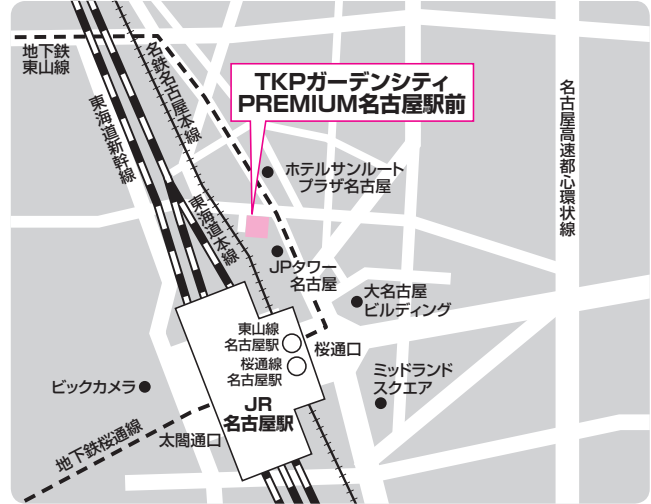 地下鉄
東山線
名鉄名古屋本線
東海道新幹線
TKPガーデンシティ
PREMIUM名古屋駅前
名古屋高速都心環状線
ホテルサンルート
プラザ名古屋
東海道本線
JPタワー
名古屋
大名古屋
ビルディング
東山線
名古屋駅
桜通口
桜通線
名古屋駅
ミッドランド
スクエア
ビックカメラ
JR
名古屋駅
地下鉄桜通線
太閤通口